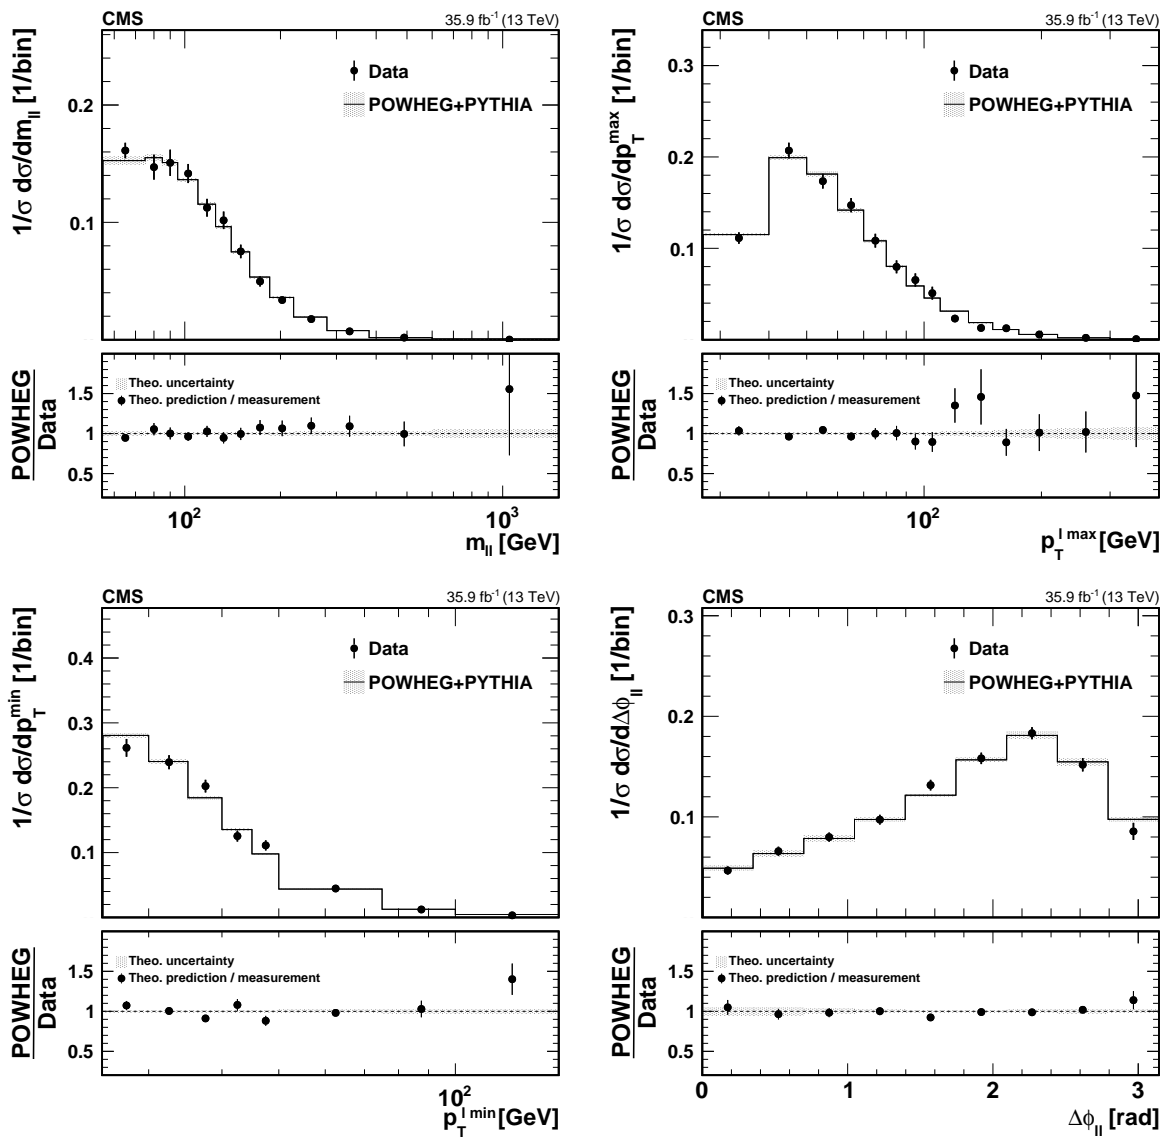 CMS 35.9 fb⁻¹ (13 TeV)
1/σ dσ/dm_ll [1/bin]
0.2
0.1
Data
POWHEG+PYTHIA
POWHEG
Data
1.5
1
0.5
Theo. uncertainty
Theo. prediction / measurement
10² 10³
m_ll [GeV]
CMS 35.9 fb⁻¹ (13 TeV)
1/σ dσ/dp_T^max [1/bin]
0.3
0.2
0.1
Data
POWHEG+PYTHIA
POWHEG
Data
1.5
1
0.5
Theo. uncertainty
Theo. prediction / measurement
10²
p_T^l max [GeV]
CMS 35.9 fb⁻¹ (13 TeV)
1/σ dσ/dp_T^min [1/bin]
0.4
0.3
0.2
0.1
Data
POWHEG+PYTHIA
POWHEG
Data
1.5
1
0.5
Theo. uncertainty
Theo. prediction / measurement
10²
p_T^l min [GeV]
CMS 35.9 fb⁻¹ (13 TeV)
1/σ dσ/dΔϕ_ll [1/bin]
0.3
0.2
0.1
Data
POWHEG+PYTHIA
POWHEG
Data
1.5
1
0.5
Theo. uncertainty
Theo. prediction / measurement
0 1 2 3
Δϕ_ll [rad]